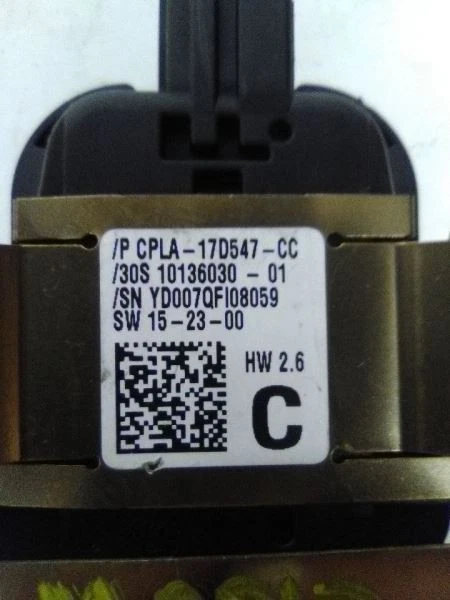 /P CPLA-17D547-CC
/30S 10136030 - 01
/SN YD007QFI08059
SW 15-23-00
HW 2.6
C